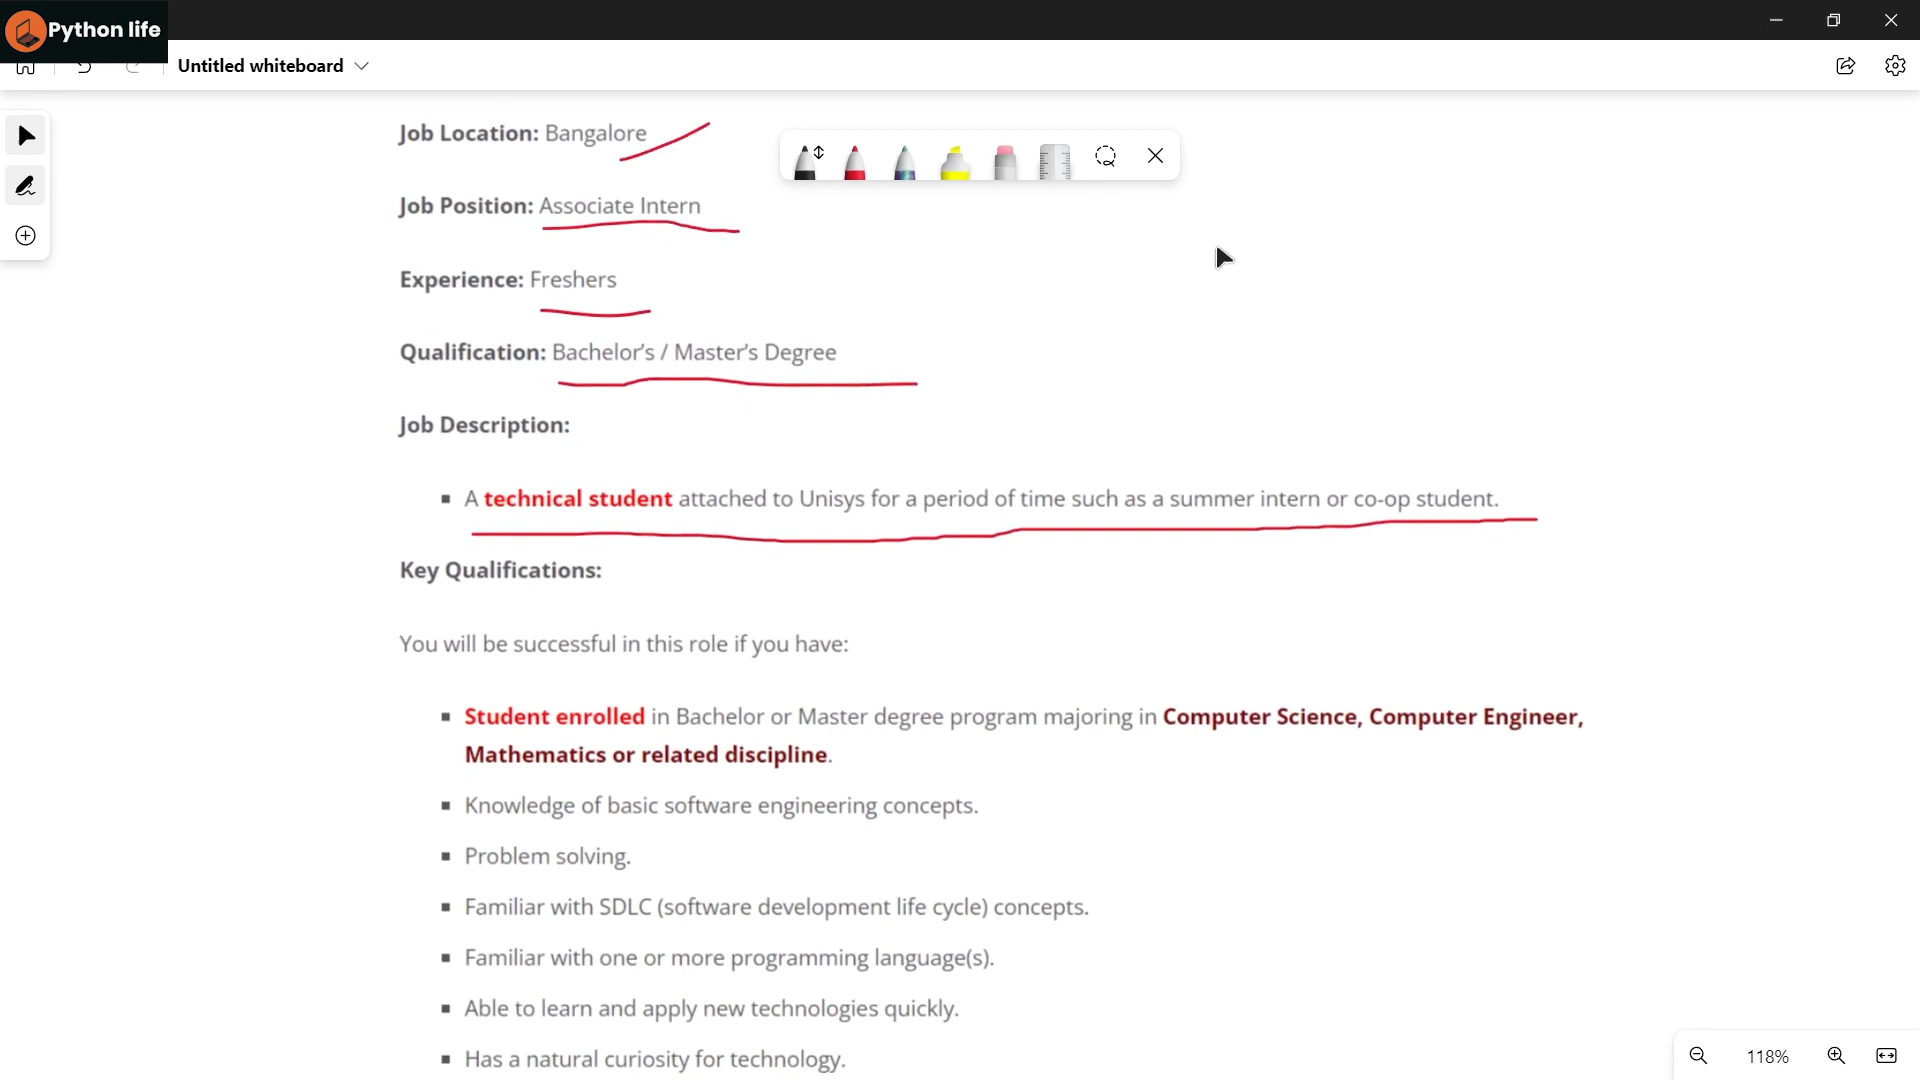 Python life
Untitled whiteboard
Job Location: Bangalore
Job Position: Associate Intern
Experience: Freshers
Qualification: Bachelor’s / Master’s Degree
Job Description:
▪ A technical student attached to Unisys for a period of time such as a summer intern or co-op student.
Key Qualifications:
You will be successful in this role if you have:
▪ Student enrolled in Bachelor or Master degree program majoring in Computer Science, Computer Engineer,
Mathematics or related discipline.
▪ Knowledge of basic software engineering concepts.
▪ Problem solving.
▪ Familiar with SDLC (software development life cycle) concepts.
▪ Familiar with one or more programming language(s).
▪ Able to learn and apply new technologies quickly.
▪ Has a natural curiosity for technology.
118%